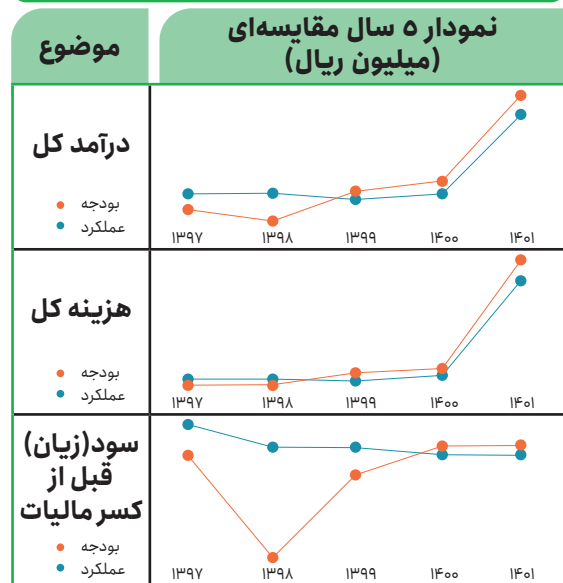 موضوع
نمودار ۵ سال مقایسه‌ای
(میلیون ریال)
درآمد کل
بودجه
عملکرد
۱۳۹۷ ۱۳۹۸ ۱۳۹۹ ۱۴۰۰ ۱۴۰۱
هزینه کل
بودجه
عملکرد
۱۳۹۷ ۱۳۹۸ ۱۳۹۹ ۱۴۰۰ ۱۴۰۱
سود(زیان)
قبل از
کسر مالیات
بودجه
عملکرد
۱۳۹۷ ۱۳۹۸ ۱۳۹۹ ۱۴۰۰ ۱۴۰۱